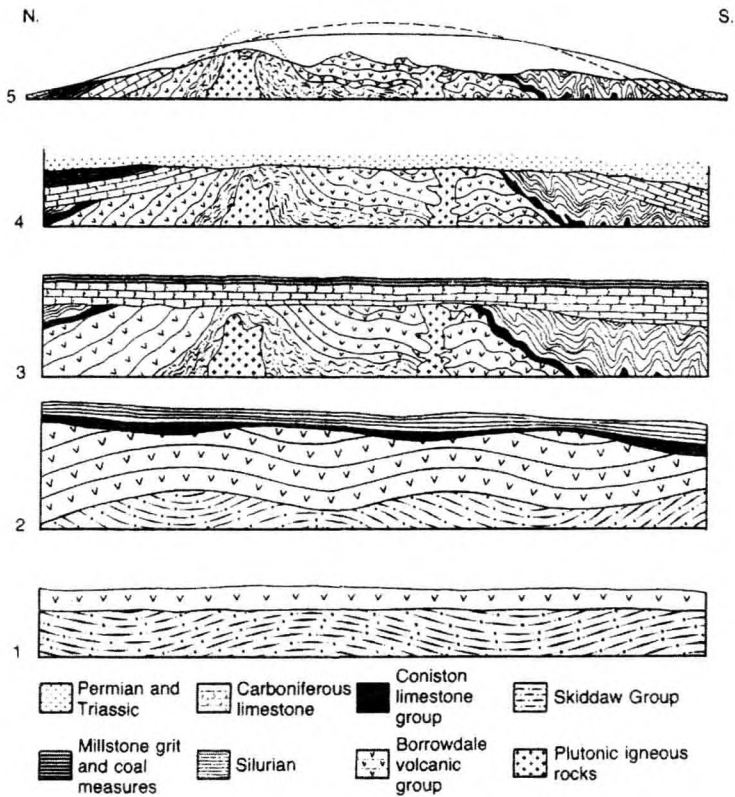 N.
S.
5
4
3
2
1
Permian and
Triassic
Carboniferous
limestone
Coniston
limestone
group
Skiddaw Group
Millstone grit
and coal
measures
Silurian
Borrowdale
volcanic
group
Plutonic igneous
rocks